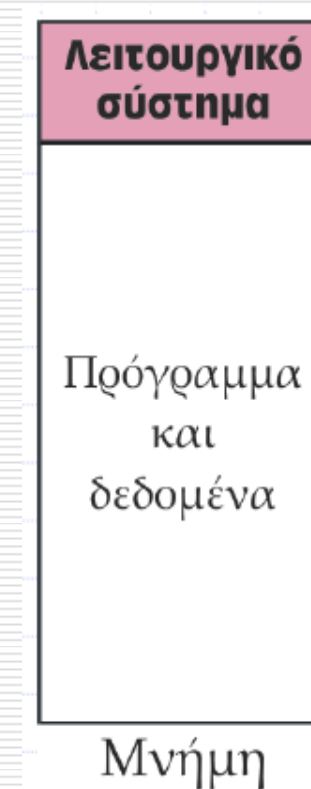 Λειτουργικό
σύστημα
Πρόγραμμα
και
δεδομένα
Μνήμη